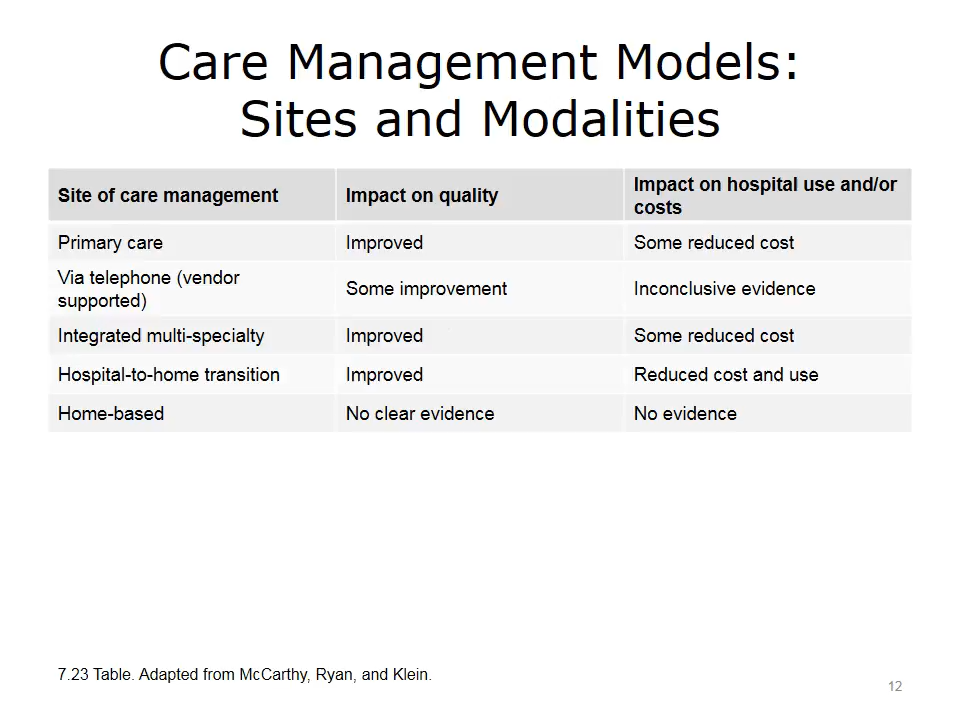 Care Management Models:
Sites and Modalities
Site of care management
Impact on quality
Impact on hospital use and/or
costs
Primary care
Improved
Some reduced cost
Via telephone (vendor
supported)
Some improvement
Inconclusive evidence
Integrated multi-specialty
Improved
Some reduced cost
Hospital-to-home transition
Improved
Reduced cost and use
Home-based
No clear evidence
No evidence
7.23 Table. Adapted from McCarthy, Ryan, and Klein.
12